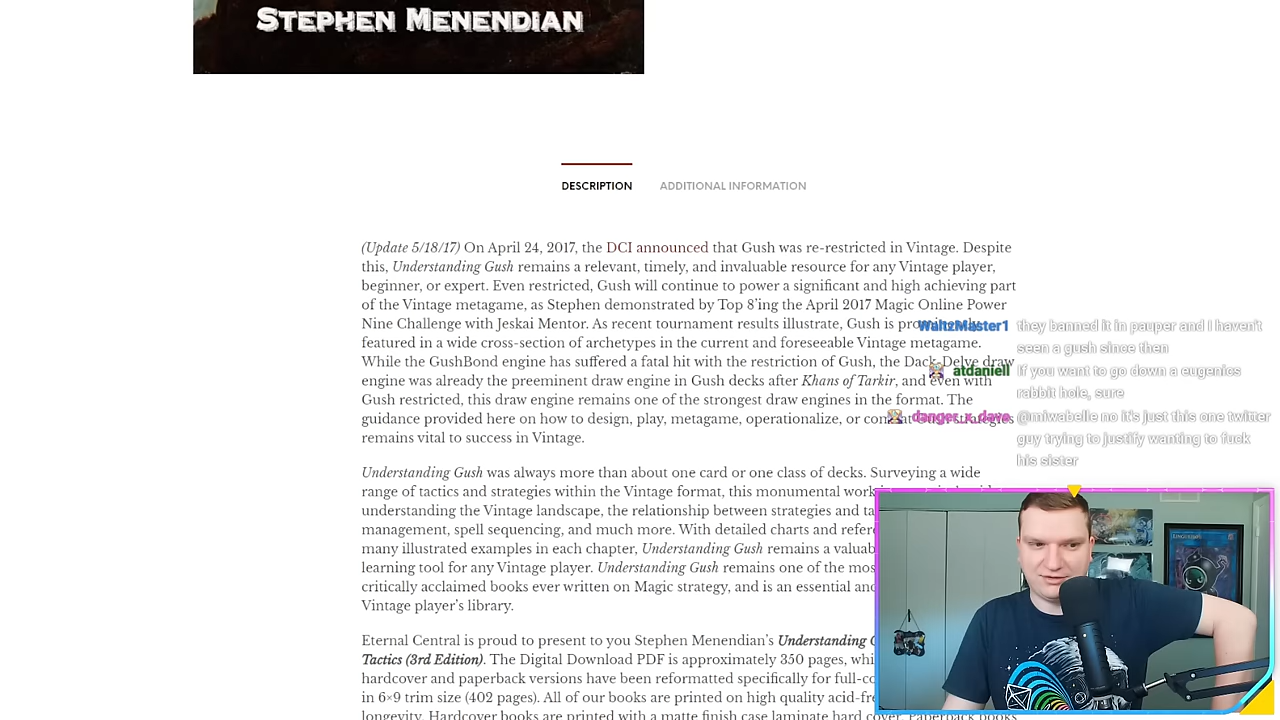 STEPHEN MENENDIAN
DESCRIPTION
ADDITIONAL INFORMATION
(Update 5/18/17) On April 24, 2017, the DCI announced that Gush was re-restricted in Vintage. Despite
this, Understanding Gush remains a relevant, timely, and invaluable resource for any Vintage player,
beginner, or expert. Even restricted, Gush will continue to power a significant and high achieving part
of the Vintage metagame, as Stephen demonstrated by Top 8'ing the April 2017 Magic Online Power
Nine Challenge with Jeskai Mentor. As recent tournament results illustrate, Gush is
featured in a wide cross-section of archetypes in the current and foreseeable Vintage metagame.
While the GushBond engine has suffered a fatal hit with the restriction of Gush, the Dack-Delve draw
engine was already the preeminent draw engine in Gush decks after Khans of Tarkir, and even with
Gush restricted, this draw engine remains one of the strongest draw engines in the format. The
guidance provided here on how to design, play, metagame, operationalize, or combat Gush strategies
remains vital to success in Vintage.
Understanding Gush was always more than about one card or one class of decks. Surveying a wide
range of tactics and strategies within the Vintage format, this monumental work
understanding the Vintage landscape, the relationship between strategies and
management, spell sequencing, and much more. With detailed charts and
many illustrated examples in each chapter, Understanding Gush remains a
learning tool for any Vintage player. Understanding Gush remains one of the
critically acclaimed books ever written on Magic strategy, and is an essential
Vintage player's library.
Eternal Central is proud to present to you Stephen Menendian's Understanding
Tactics (3rd Edition). The Digital Download PDF is approximately 350 pages,
hardcover and paperback versions have been reformatted specifically for
in 6×9 trim size (402 pages). All of our books are printed on high quality
longevity. Hardcover books are printed with a matte finish case laminate hard cover. Paperback books
WaltzMaster1 they banned it in pauper and I haven't
seen a gush since then
atdaniell If you want to go down a eugenics
rabbit hole, sure
danger_x_dave @miwabelle no it's just this one twitter
guy trying to justify wanting to fuck
his sister